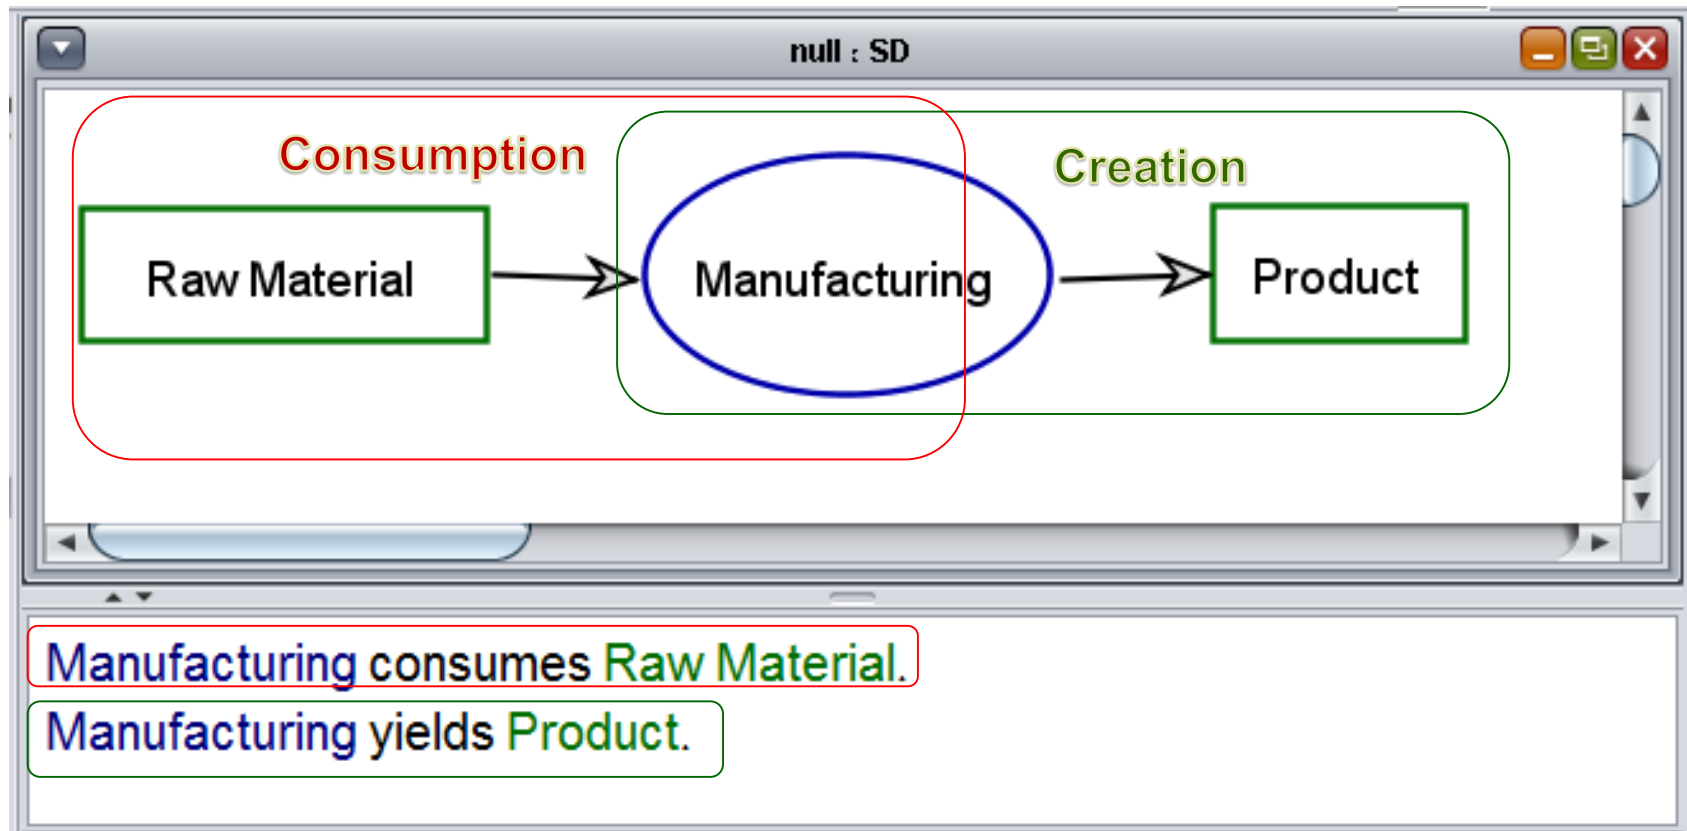 null : SD
Consumption
Creation
Raw Material
Manufacturing
Product
Manufacturing consumes Raw Material.
Manufacturing yields Product.